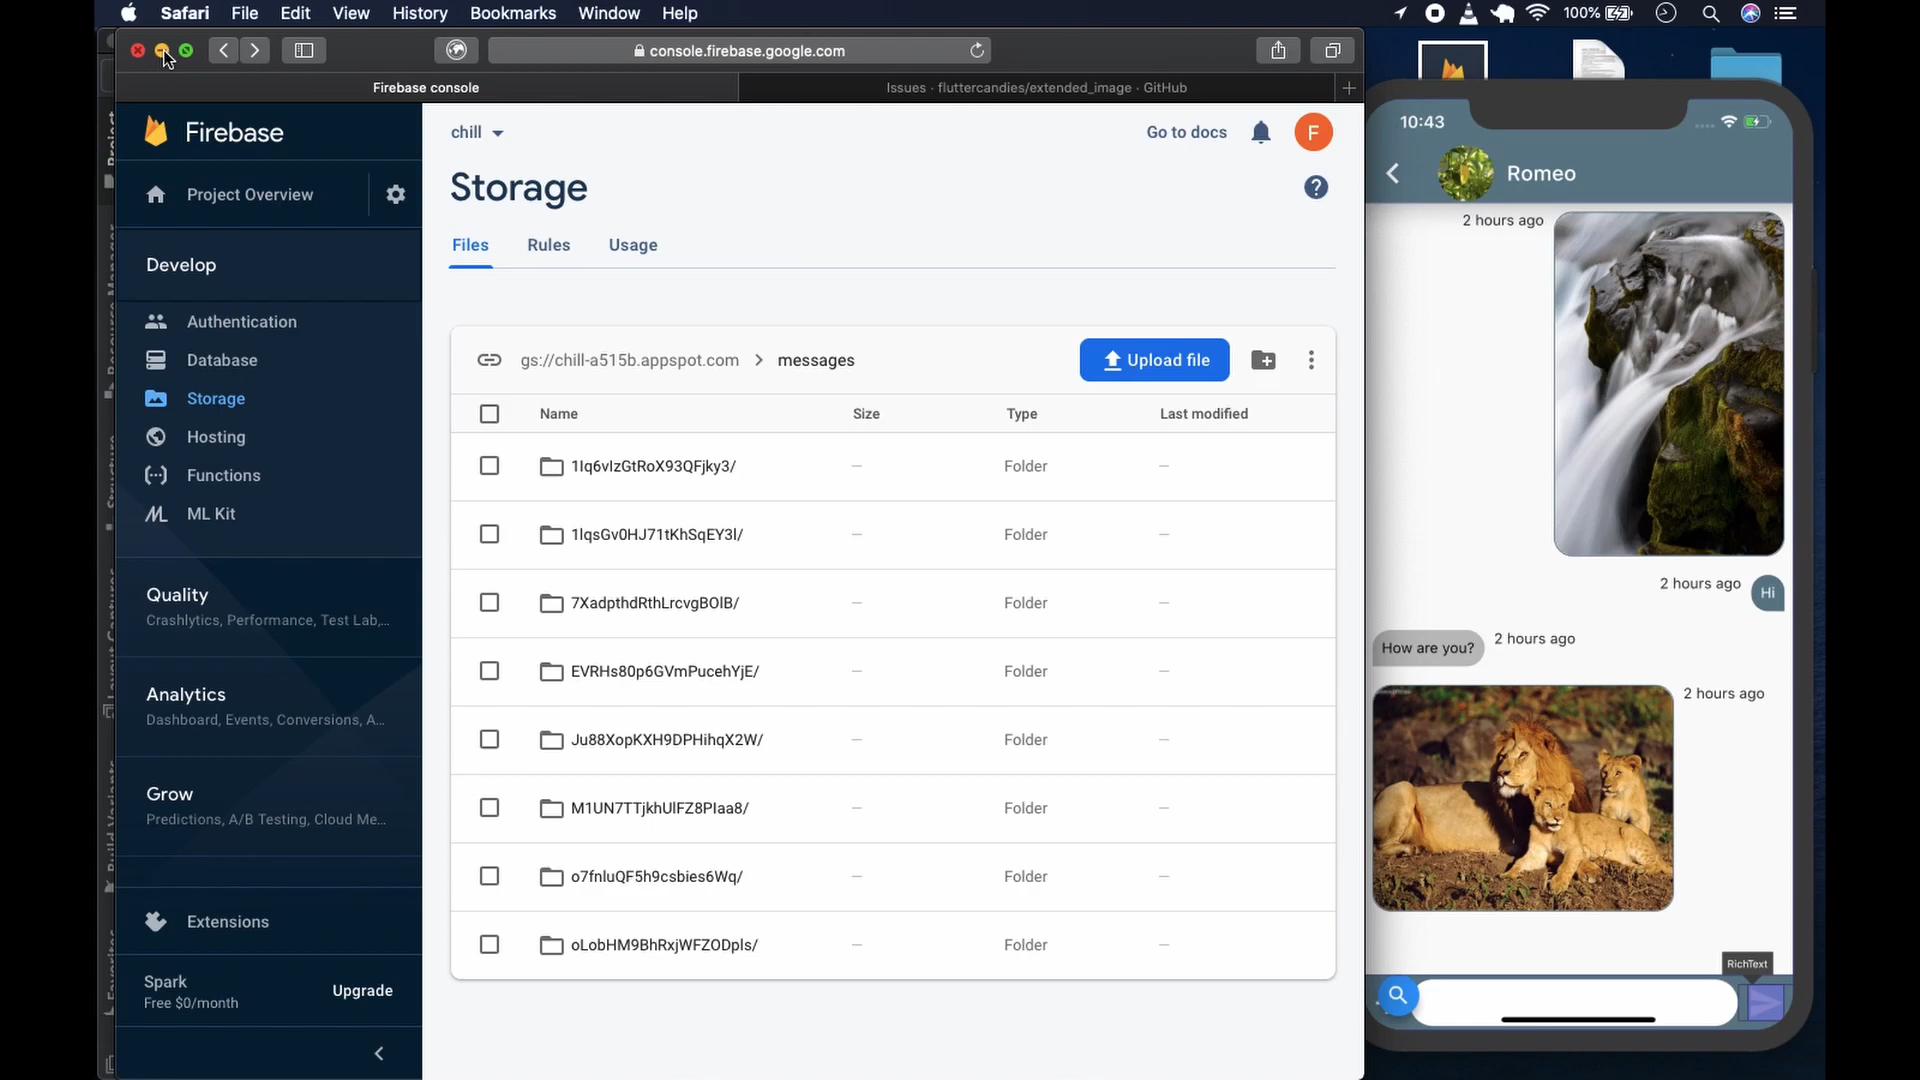 Safari File Edit View History Bookmarks Window Help 100%
console.firebase.google.com
Firebase console
Issues · fluttercandies/extended_image · GitHub
Firebase
Project Overview
Develop
Authentication
Database
Storage
Hosting
Functions
ML Kit
Quality
Crashlytics, Performance, Test Lab,...
Analytics
Dashboard, Events, Conversions, A...
Grow
Predictions, A/B Testing, Cloud Me...
Extensions
Spark
Free $0/month
Upgrade
chill
Go to docs
F
Storage
?
Files Rules Usage
gs://chill-a515b.appspot.com > messages
Upload file
Name Size Type Last modified
1Iq6vIzGtRoX93QFjky3/ – Folder –
1lqsGv0HJ71tKhSqEY3l/ – Folder –
7XadpthdRthLrcvgBOlB/ – Folder –
EVRHs80p6GVmPucehYjE/ – Folder –
Ju88XopKXH9DPHihqX2W/ – Folder –
M1UN7TTjkhUlFZ8PIaa8/ – Folder –
o7fnluQF5h9csbies6Wq/ – Folder –
oLobHM9BhRxjWFZODpls/ – Folder –
10:43
Romeo
2 hours ago
2 hours ago
Hi
How are you?
2 hours ago
2 hours ago
RichText